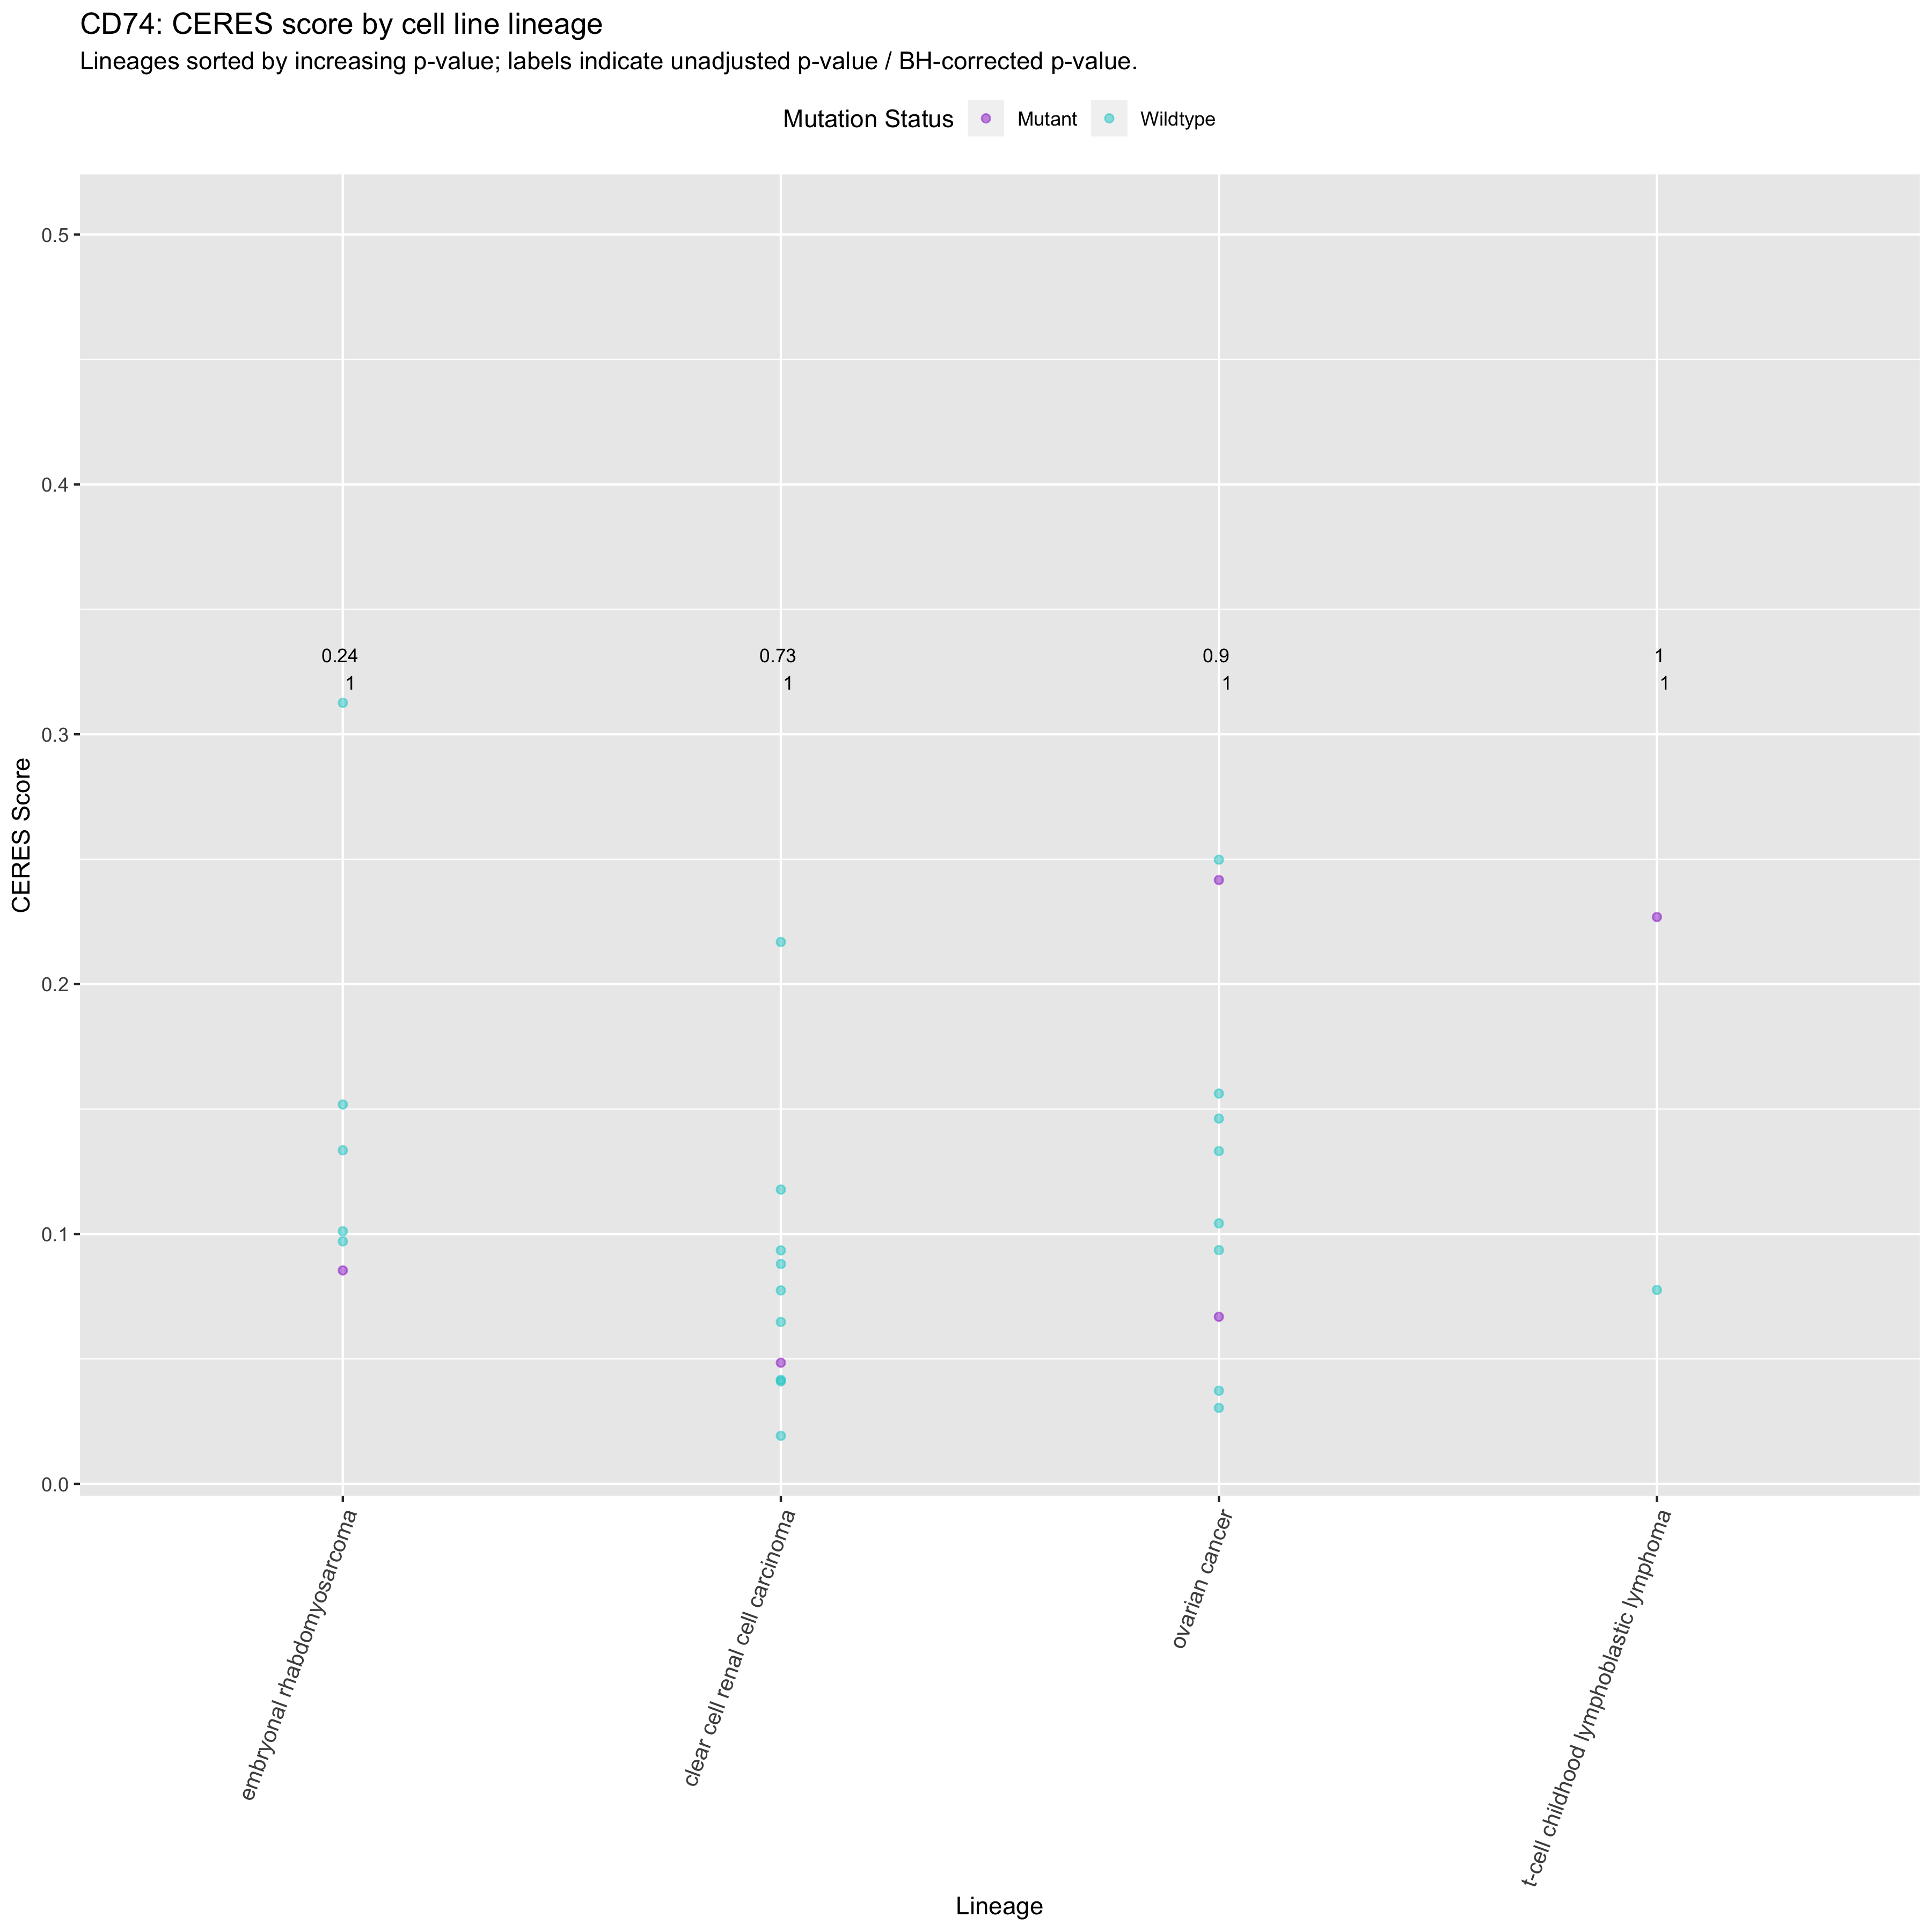 CD74: CERES score by cell line lineage
Lineages sorted by increasing p-value; labels indicate unadjusted p-value / BH-corrected p-value.
Mutation Status Mutant Wildtype
0.5
0.4
0.3
0.2
0.1
0.0
CERES Score
0.24
1
0.73
1
0.9
1
1
1
embryonal rhabdomyosarcoma
clear cell renal cell carcinoma
ovarian cancer
t-cell childhood lymphoblastic lymphoma
Lineage